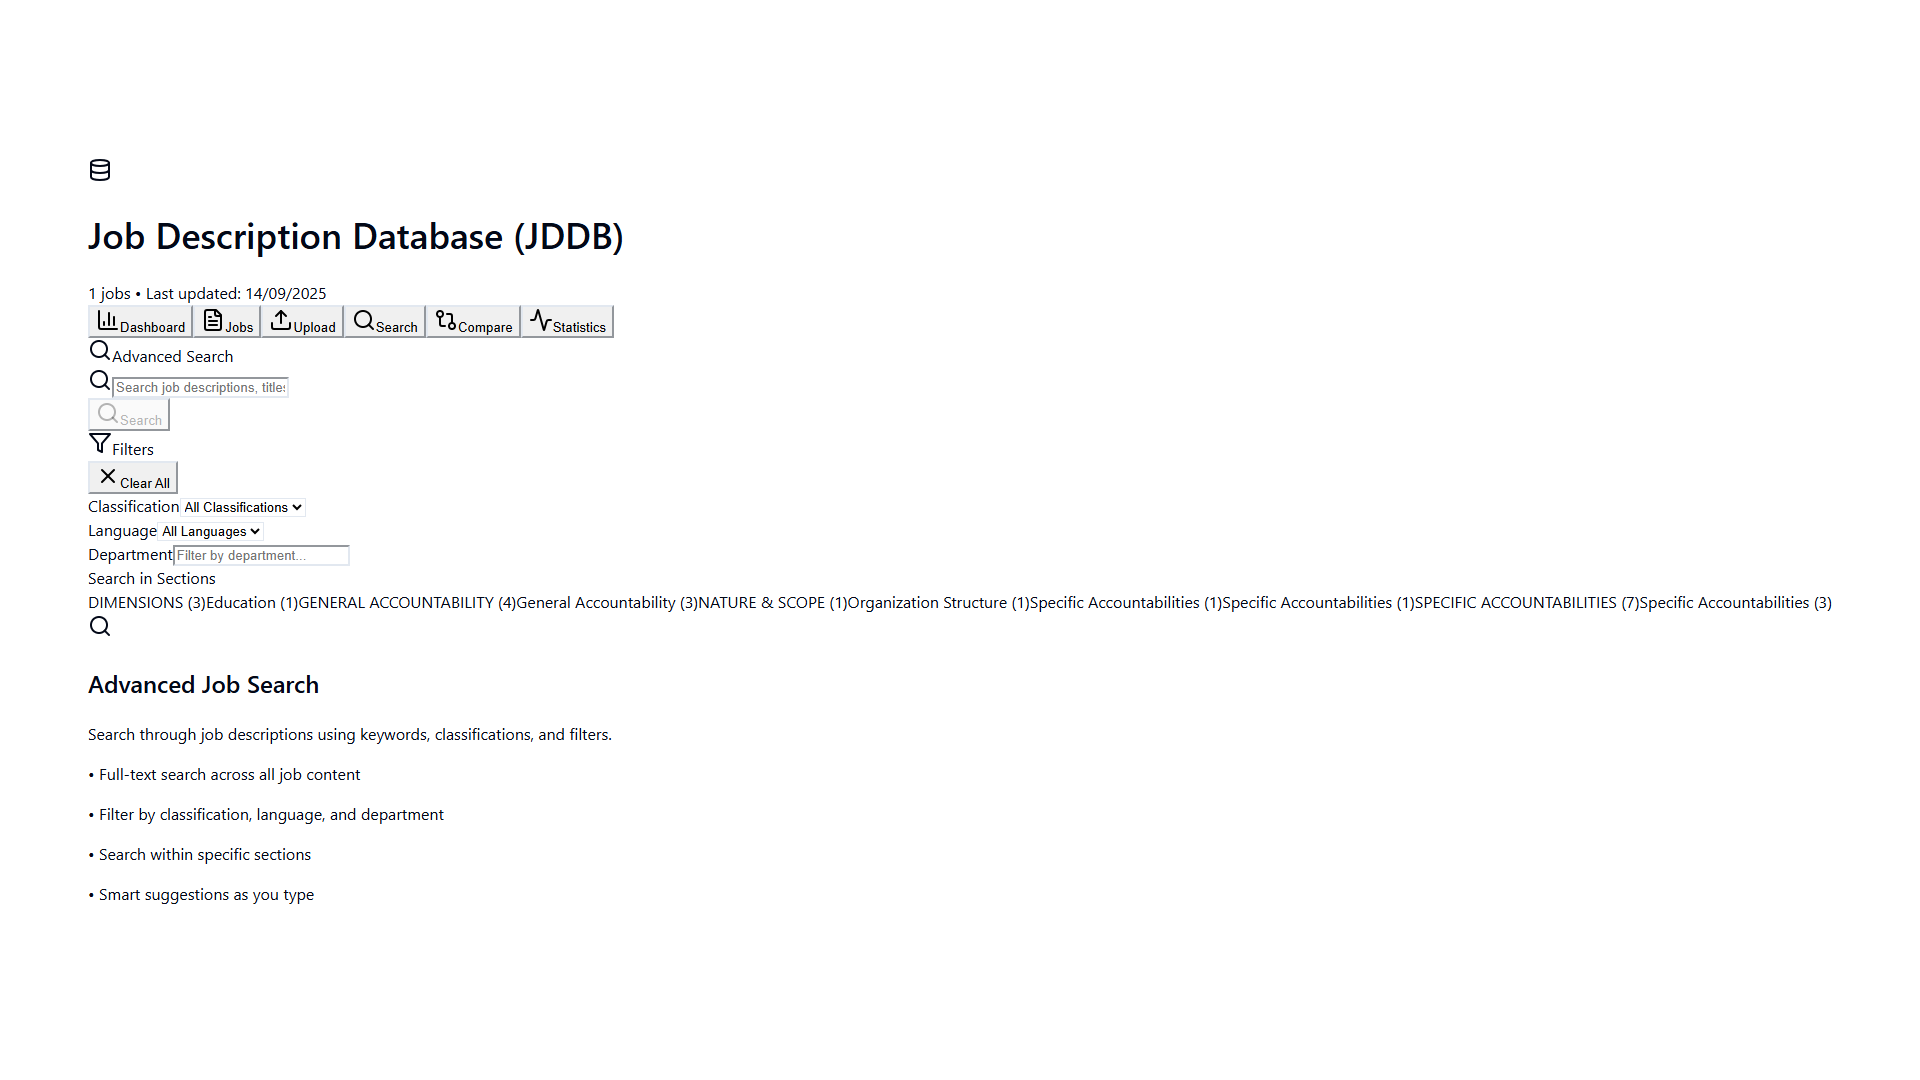 Job Description Database (JDDB)
1 jobs • Last updated: 14/09/2025
Dashboard Jobs Upload Search Compare Statistics
Advanced Search
Search job descriptions, titles
Search
Filters
Clear All
Classification All Classifications
Language All Languages
Department Filter by department...
Search in Sections
DIMENSIONS (3)Education (1)GENERAL ACCOUNTABILITY (4)General Accountability (3)NATURE & SCOPE (1)Organization Structure (1)Specific Accountabilities (1)Specific Accountabilities (1)SPECIFIC ACCOUNTABILITIES (7)Specific Accountabilities (3)
Advanced Job Search
Search through job descriptions using keywords, classifications, and filters.
• Full-text search across all job content
• Filter by classification, language, and department
• Search within specific sections
• Smart suggestions as you type